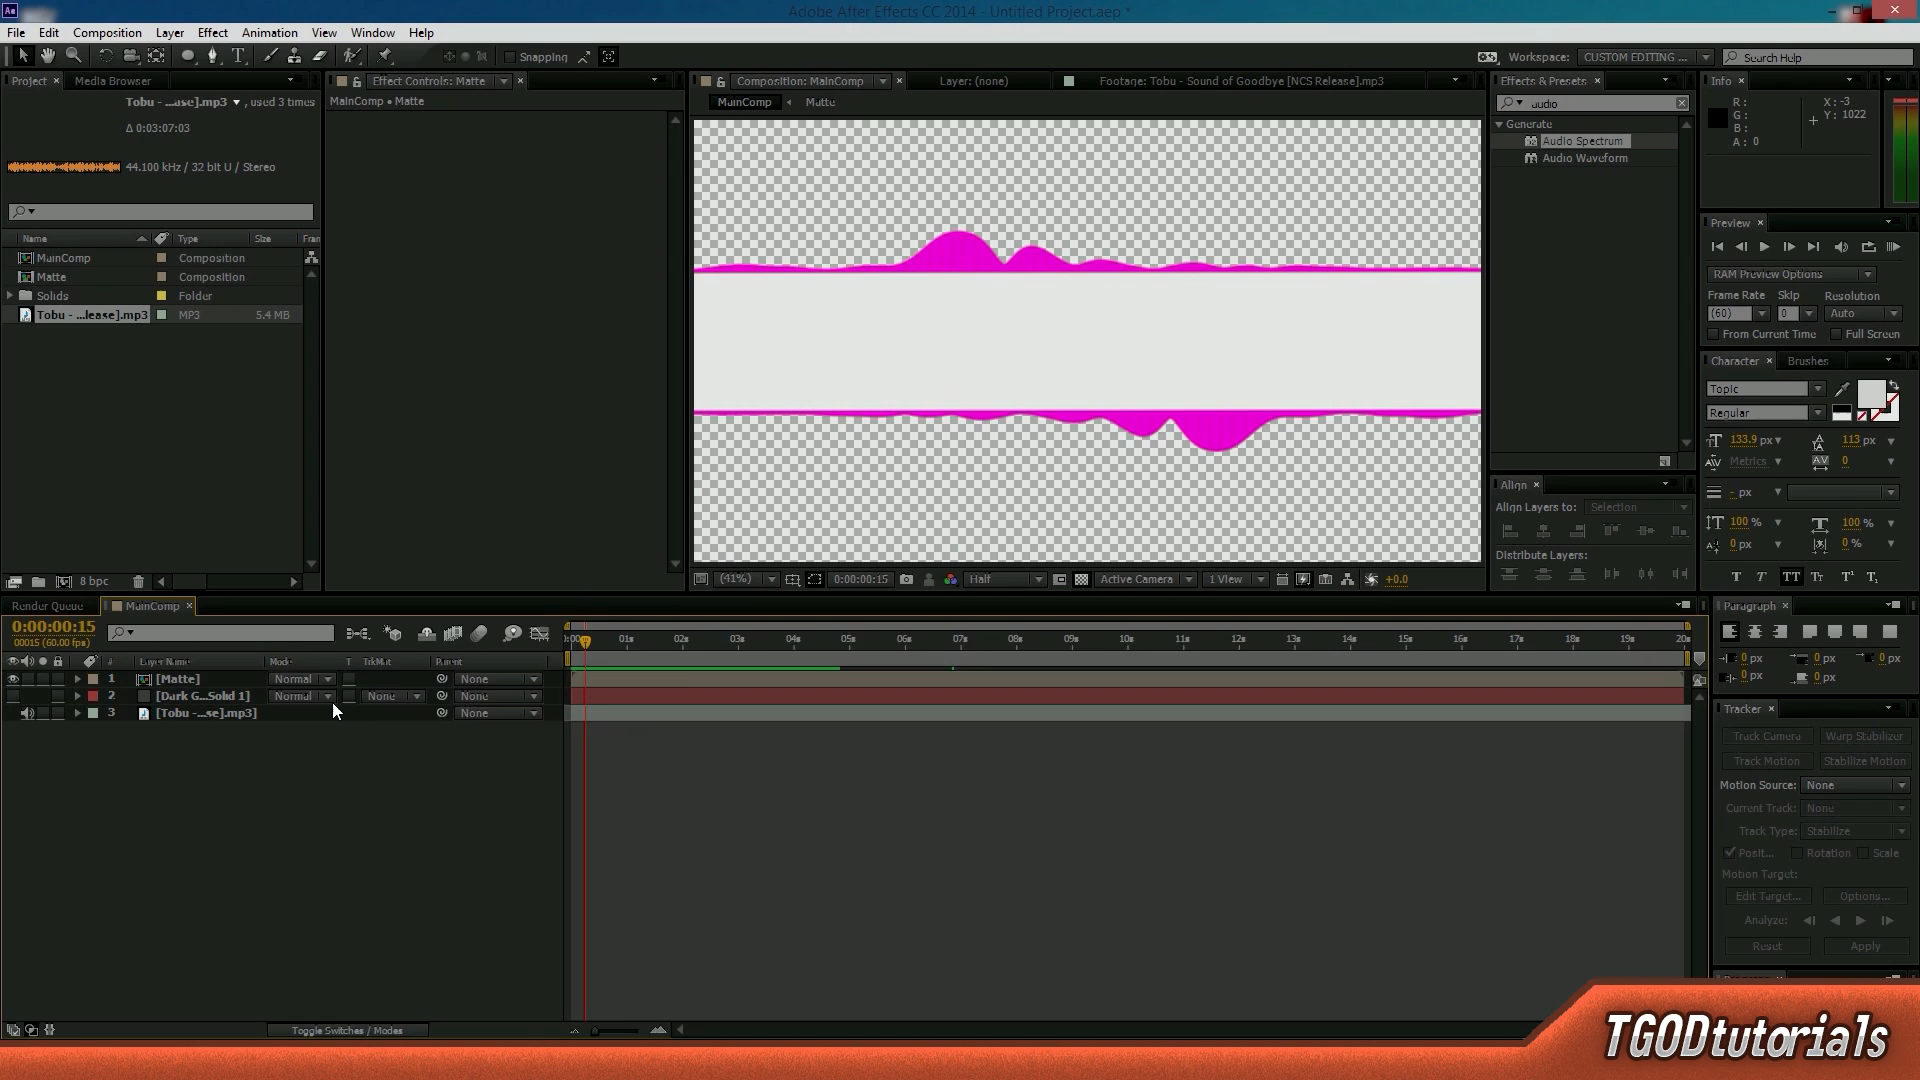 Adobe After Effects CC 2014 - Untitled Project.aep *
File Edit Composition Layer Effect Animation View Window Help
Snapping
Workspace: CUSTOM EDITING ...
Search Help
Project
Media Browser
Tobu - ...ase].mp3 , used 3 times
Δ 0:03:07:03
44.100 kHz / 32 bit U / Stereo
Name Type Size Fran
MainComp Composition
Matte Composition
Solids Folder
Tobu - ...lease].mp3 MP3 5.4 MB
8 bpc
Effect Controls: Matte
MainComp • Matte
Composition: MainComp
Layer: (none)
Footage: Tobu - Sound of Goodbye [NCS Release].mp3
MainComp Matte
(41%) 0:00:00:15 Half Active Camera 1 View +0.0
Effects & Presets
audio
Generate
Audio Spectrum
Audio Waveform
Align
Align Layers to: Selection
Distribute Layers:
Info
R :
G :
B :
A : 0
X : -3
Y : 1022
Preview
RAM Preview Options
Frame Rate Skip Resolution
(60) 0 Auto
From Current Time Full Screen
Character Brushes
Topic
Regular
133.9 px 113 px
Metrics 0
- px
100 % 100 %
0 px 0 %
T T TT Tt T¹ T₁
Paragraph
0 px 0 px 0 px
0 px 0 px
Tracker
Track Camera Warp Stabilizer
Track Motion Stabilize Motion
Motion Source: None
Current Track: None
Track Type: Stabilize
Posit... Rotation Scale
Motion Target:
Edit Target... Options...
Analyze:
Reset Apply
Render Queue MainComp
0:00:00:15
00015 (60.00 fps)
01s 02s 03s 04s 05s 06s 07s 08s 09s 10s 11s 12s 13s 14s 15s 16s 17s 18s 19s 20s
# Layer Name Mode T TrkMat Parent
1 [Matte] Normal None
2 [Dark G...Solid 1] Normal None None
3 [Tobu -...se].mp3] None
Toggle Switches / Modes
TGODtutorials